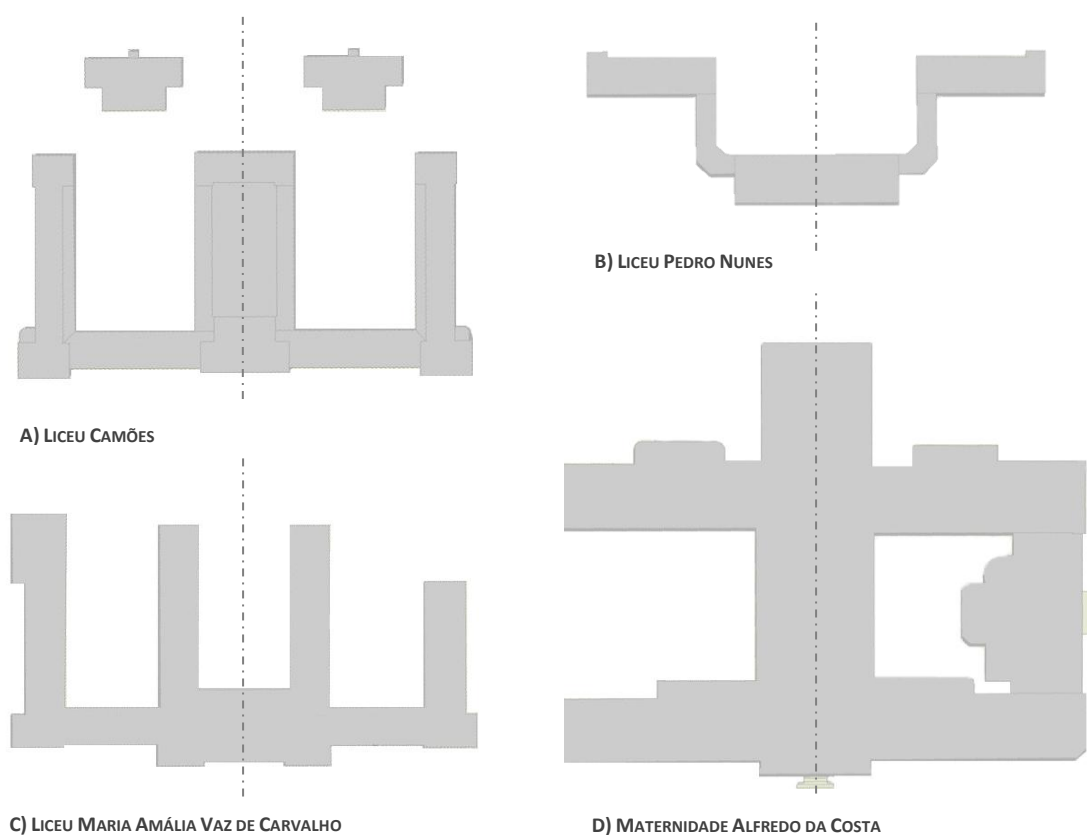 B) LICEU PEDRO NUNES
A) LICEU CAMÕES
C) LICEU MARIA AMÁLIA VAZ DE CARVALHO
D) MATERNIDADE ALFREDO DA COSTA